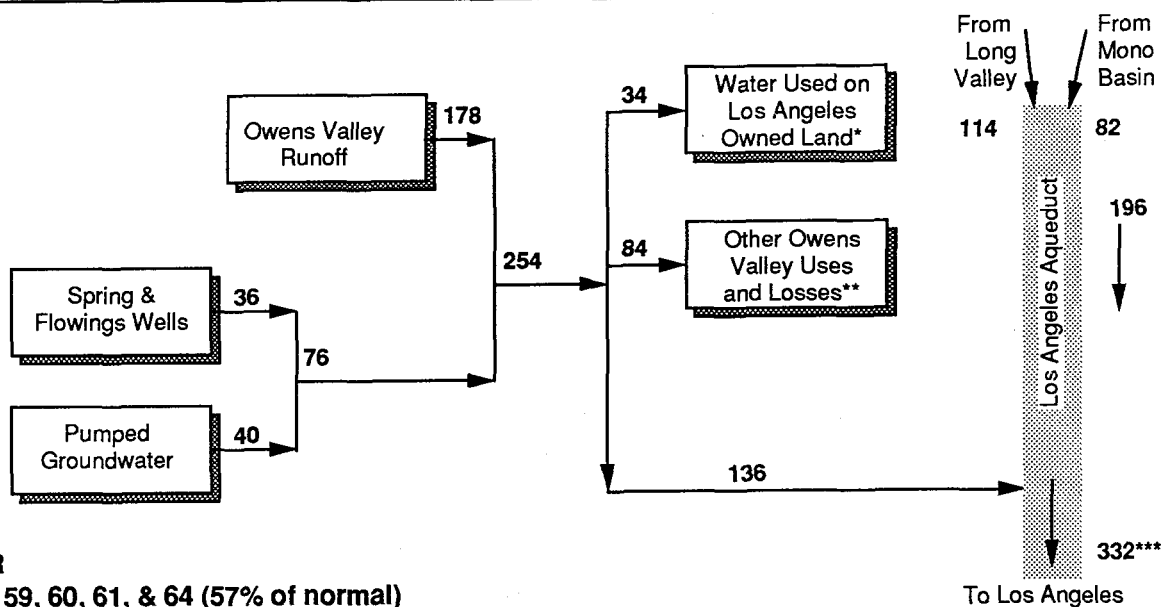 From
Long
Valley
From
Mono
Basin
Owens Valley
Runoff
178
34
Water Used on
Los Angeles
Owned Land*
114
82
196
Los Angeles Aqueduct
254
84
Other Owens
Valley Uses
and Losses**
Spring &
Flowings Wells
36
76
Pumped
Groundwater
40
136
332***
To Los Angeles
59, 60, 61, & 64 (57% of normal)